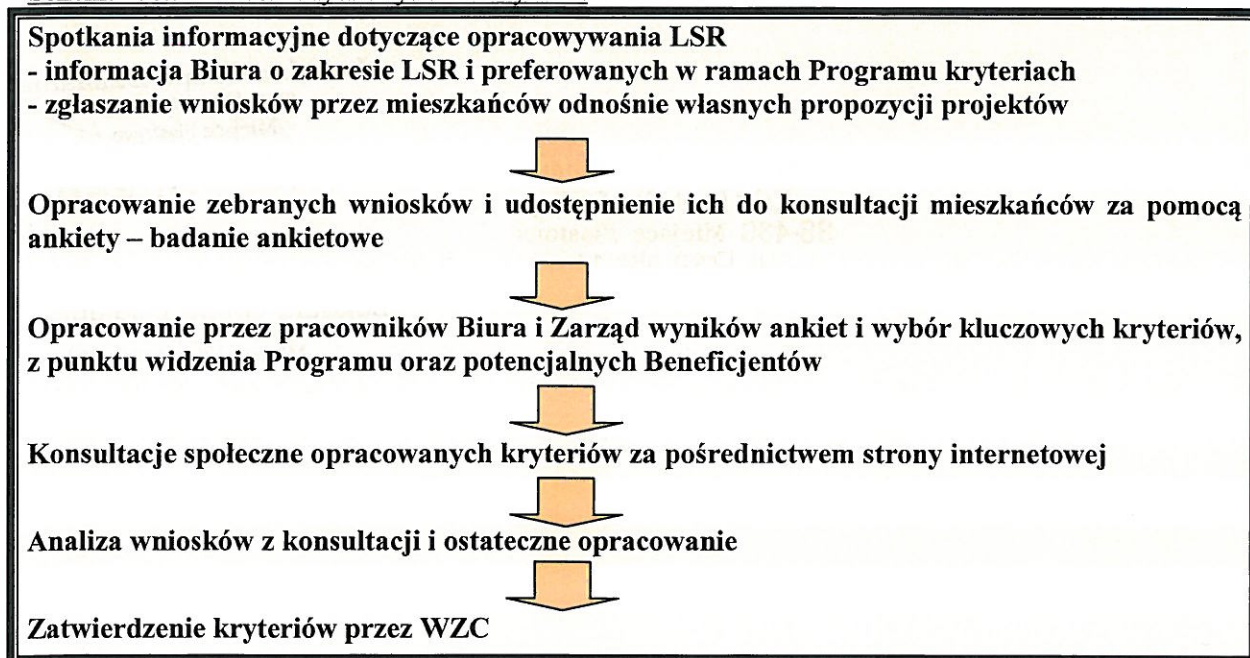 Spotkania informacyjne dotyczące opracowywania LSR
- informacja Biura o zakresie LSR i preferowanych w ramach Programu kryteriach
- zgłaszanie wniosków przez mieszkańców odnośnie własnych propozycji projektów
Opracowanie zebranych wniosków i udostępnienie ich do konsultacji mieszkańców za pomocą
ankiety – badanie ankietowe
Opracowanie przez pracowników Biura i Zarząd wyników ankiet i wybór kluczowych kryteriów,
z punktu widzenia Programu oraz potencjalnych Beneficjentów
Konsultacje społeczne opracowanych kryteriów za pośrednictwem strony internetowej
Analiza wniosków z konsultacji i ostateczne opracowanie
Zatwierdzenie kryteriów przez WZC